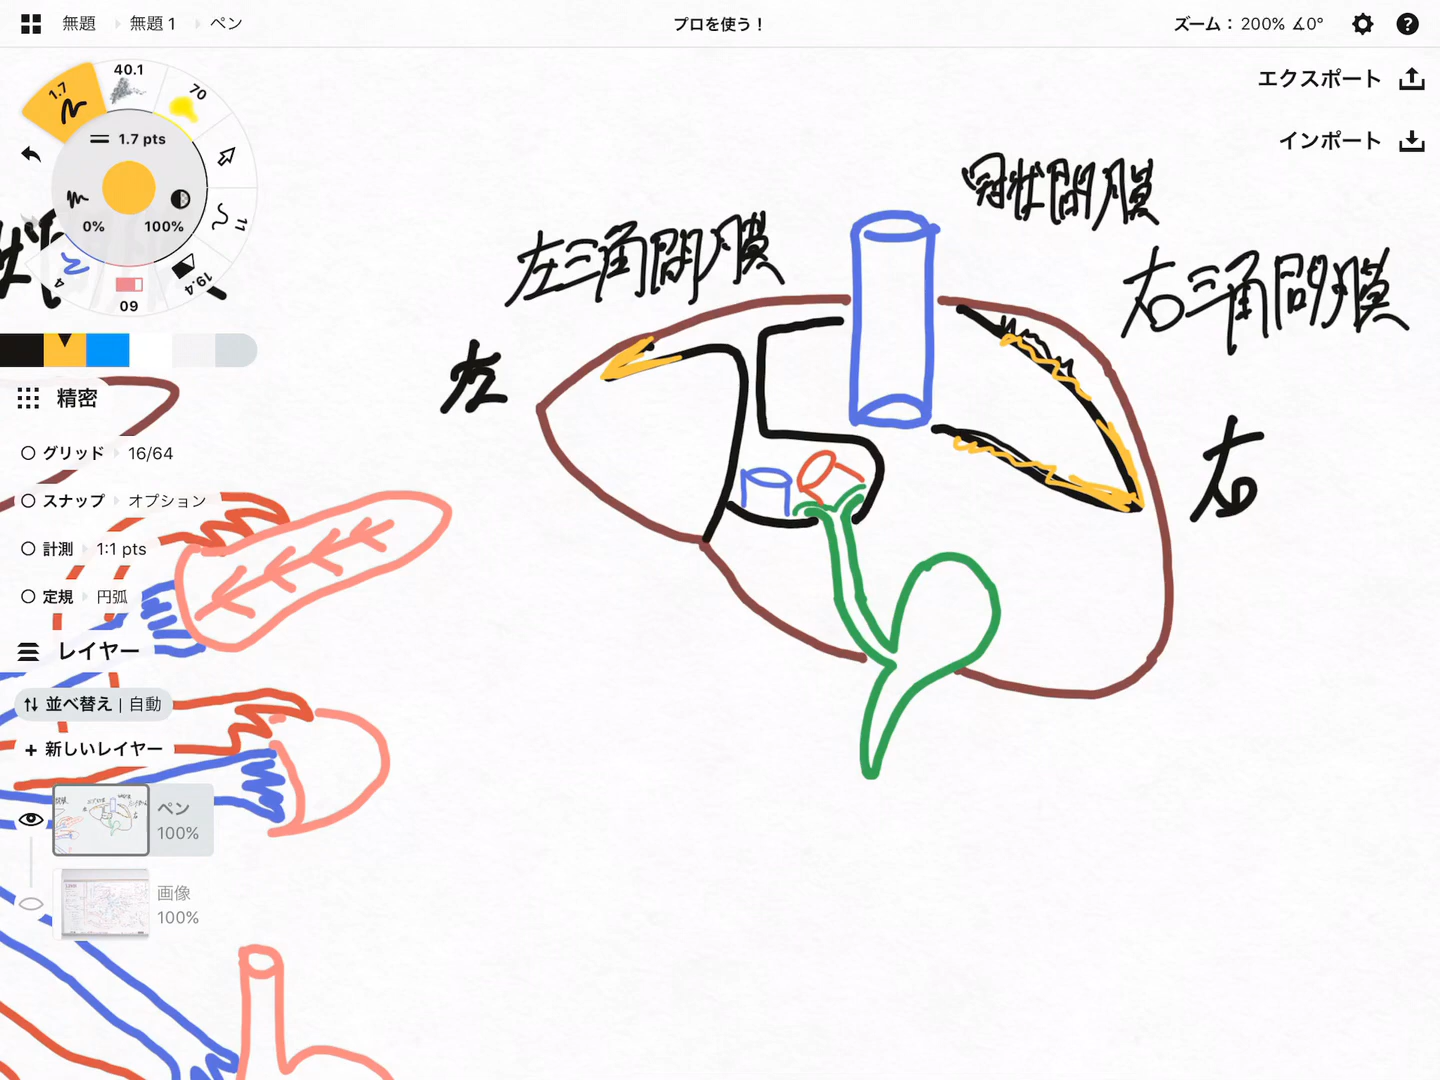 無題 無題 1 ペン
プロを使う！
ズーム： 200% ∡0°
エクスポート
インポート
1.7
40.1
70
11
19.4
60
4
1.7 pts
0% 100%
冠状間膜
左三角間膜
右三角間膜
左
右
精密
グリッド 16/64
スナップ オプション
計測 1:1 pts
定規 円弧
レイヤー
並べ替え | 自動
+ 新しいレイヤー
ペン
100%
画像
100%